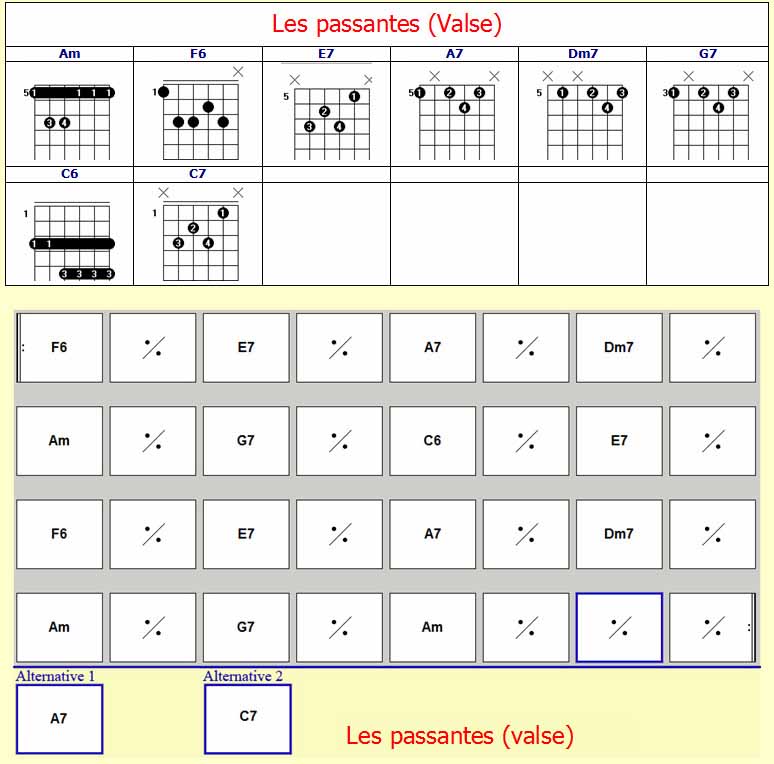 Les passantes (Valse)
Am F6 E7 A7 Dm7 G7
5 1 1 1 1 1 5 1 5 1 2 3 5 1 2 3 3 1 2 3
2 4 4 4
3 4 3 4
C6 C7
1 1 1
2
1 1 3 4
3 3 3 3
: F6 ٪ E7 ٪ A7 ٪ Dm7 ٪
Am ٪ G7 ٪ C6 ٪ E7 ٪
F6 ٪ E7 ٪ A7 ٪ Dm7 ٪
Am ٪ G7 ٪ Am ٪ ٪ ٪ :
Alternative 1 Alternative 2
A7 C7
Les passantes (valse)